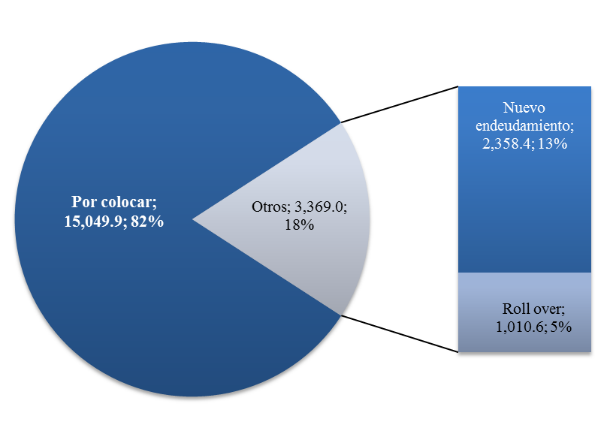 Por colocar;
15,049.9; 82%
Otros; 3,369.0;
18%
Nuevo
endeudamiento;
2,358.4; 13%
Roll over;
1,010.6; 5%